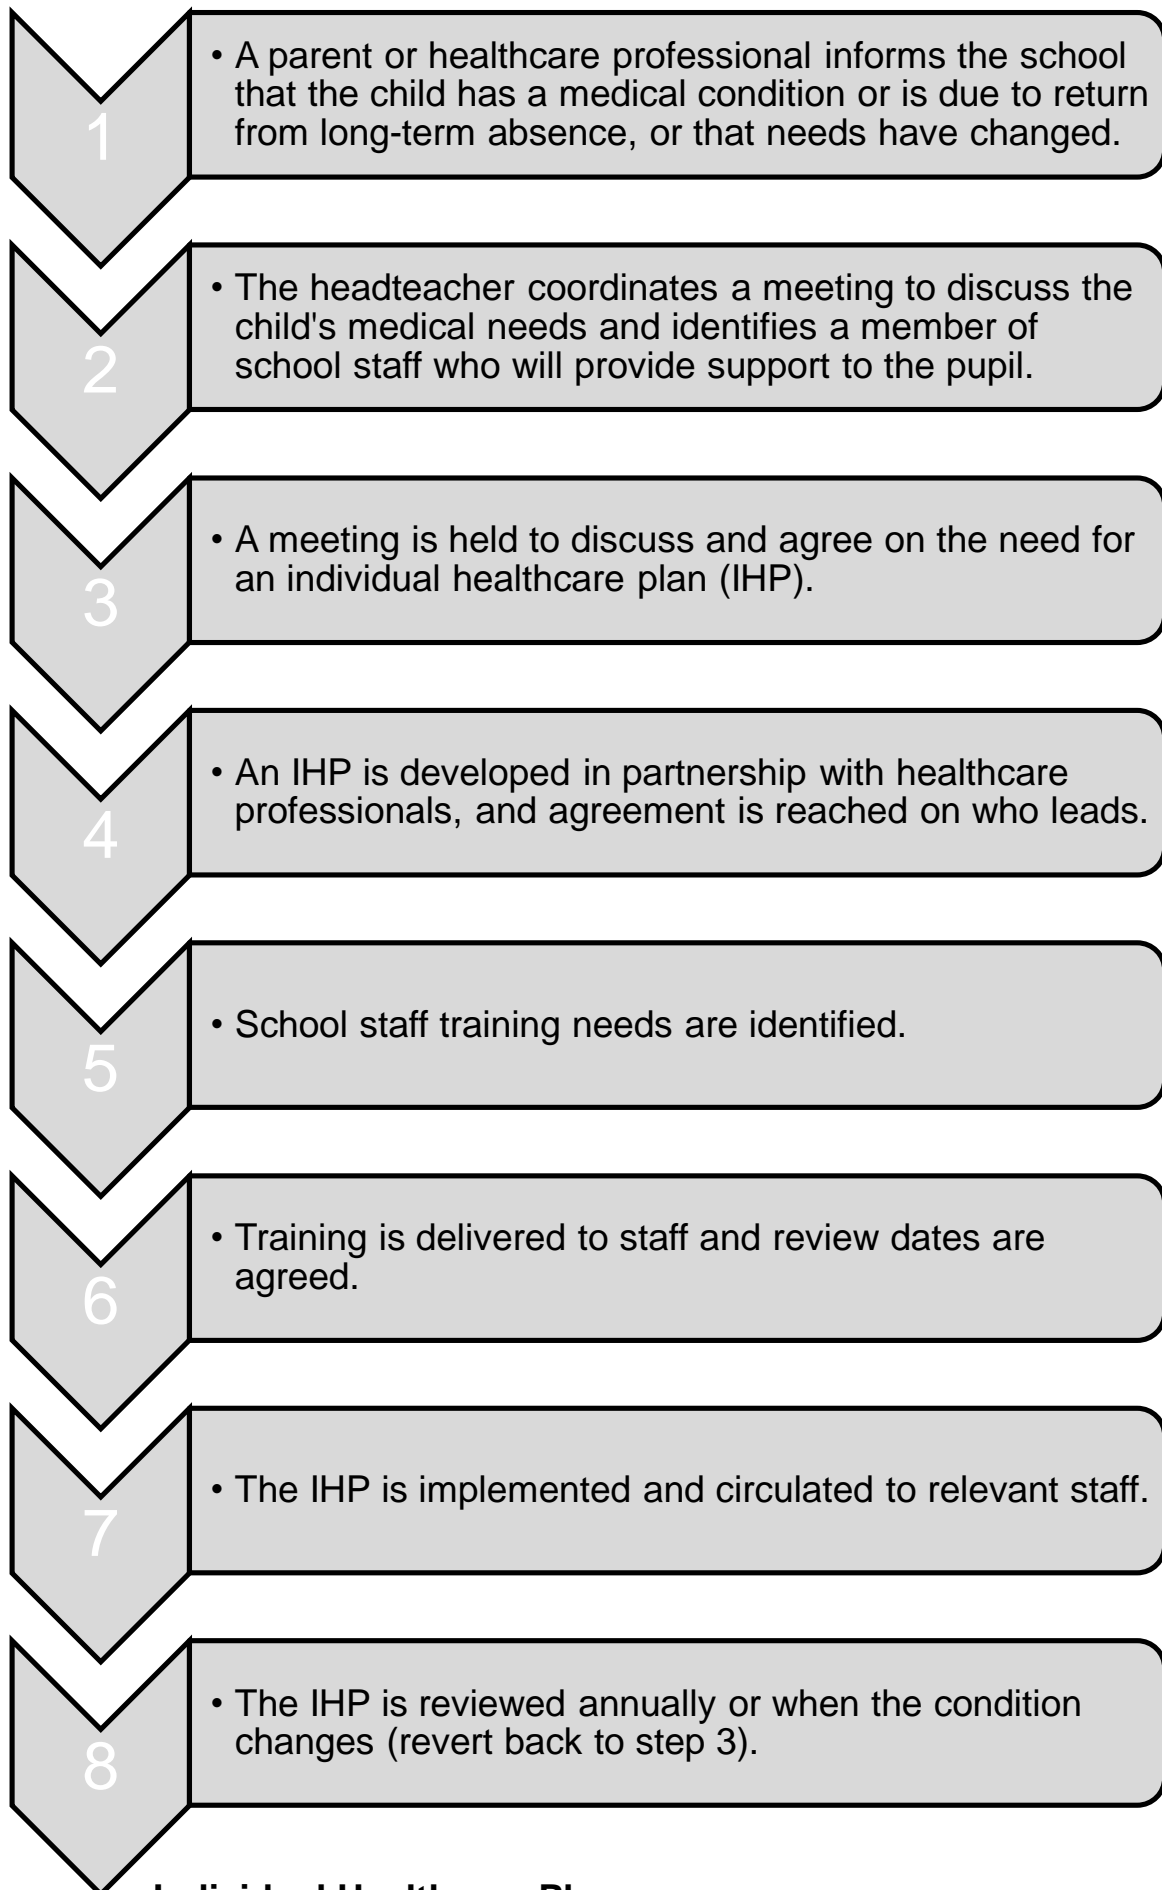 1
• A parent or healthcare professional informs the school
that the child has a medical condition or is due to return
from long-term absence, or that needs have changed.
2
• The headteacher coordinates a meeting to discuss the
child's medical needs and identifies a member of
school staff who will provide support to the pupil.
3
• A meeting is held to discuss and agree on the need for
an individual healthcare plan (IHP).
4
• An IHP is developed in partnership with healthcare
professionals, and agreement is reached on who leads.
5
• School staff training needs are identified.
6
• Training is delivered to staff and review dates are
agreed.
7
• The IHP is implemented and circulated to relevant staff.
8
• The IHP is reviewed annually or when the condition
changes (revert back to step 3).
Individual Healthcare